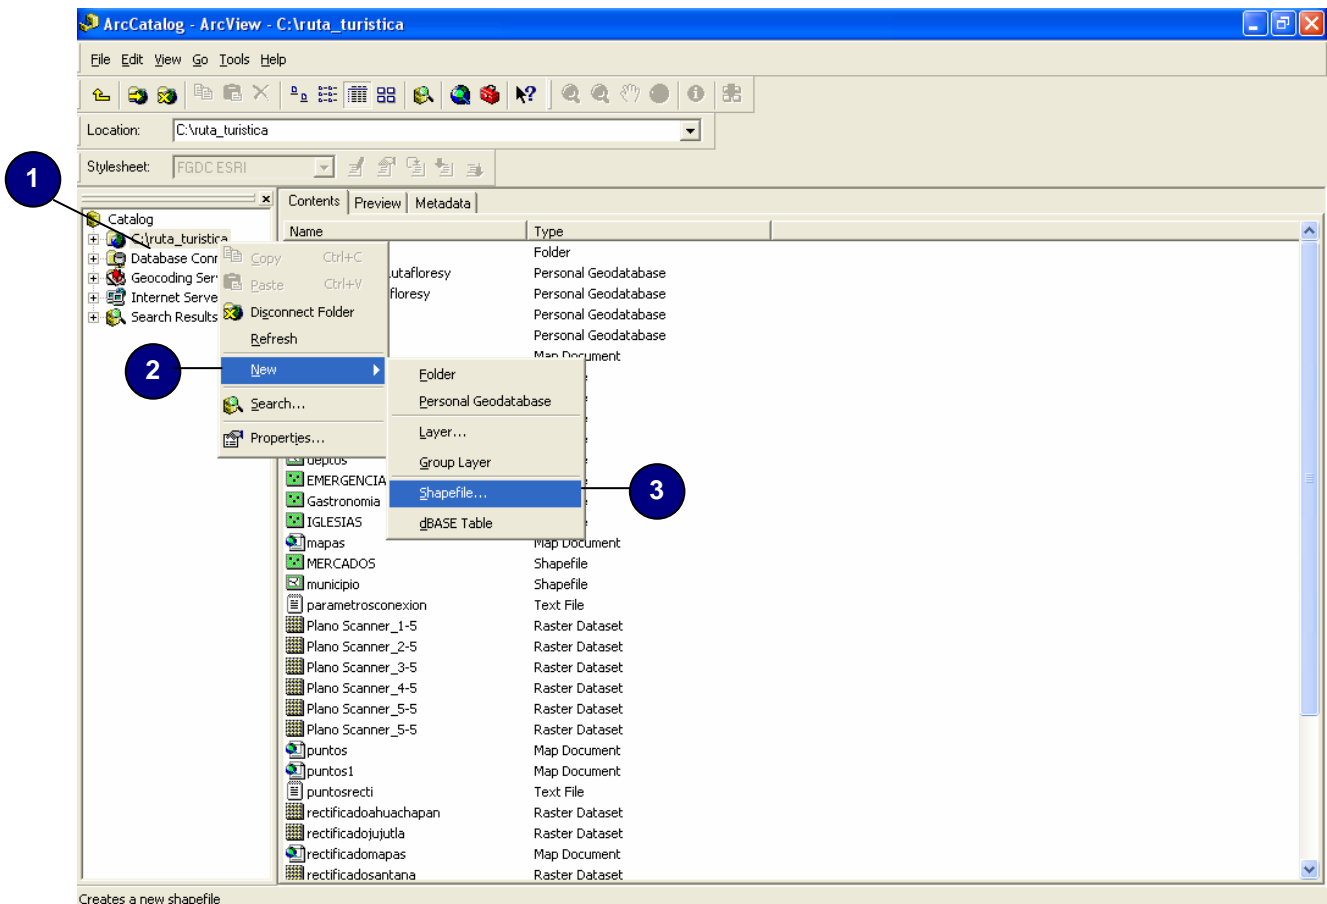 ArcCatalog - ArcView - C:\ruta_turistica
File Edit View Go Tools Help
Location: C:\ruta_turistica
Stylesheet: FGDC ESRI
1
Contents Preview Metadata
Catalog
C:\ruta_turistica
Database Conn
Geocoding Ser
Internet Serve
Search Results
Copy Ctrl+C
Paste Ctrl+V
Disconnect Folder
Refresh
2
New
Search...
Properties...
Folder
Personal Geodatabase
Layer...
Group Layer
Shapefile...
3
dBASE Table
Name Type
Folder
utafloresy Personal Geodatabase
floresy Personal Geodatabase
Personal Geodatabase
Personal Geodatabase
Map Document
deptos
EMERGENCIA
Gastronomia
IGLESIAS
mapas Map Document
MERCADOS Shapefile
municipio Shapefile
parametrosconexion Text File
Plano Scanner_1-5 Raster Dataset
Plano Scanner_2-5 Raster Dataset
Plano Scanner_3-5 Raster Dataset
Plano Scanner_4-5 Raster Dataset
Plano Scanner_5-5 Raster Dataset
Plano Scanner_5-5 Raster Dataset
puntos Map Document
puntos1 Map Document
puntosrecti Text File
rectificadoahuachapan Raster Dataset
rectificadojujutla Raster Dataset
rectificadomapas Map Document
rectificadosantana Raster Dataset
Creates a new shapefile